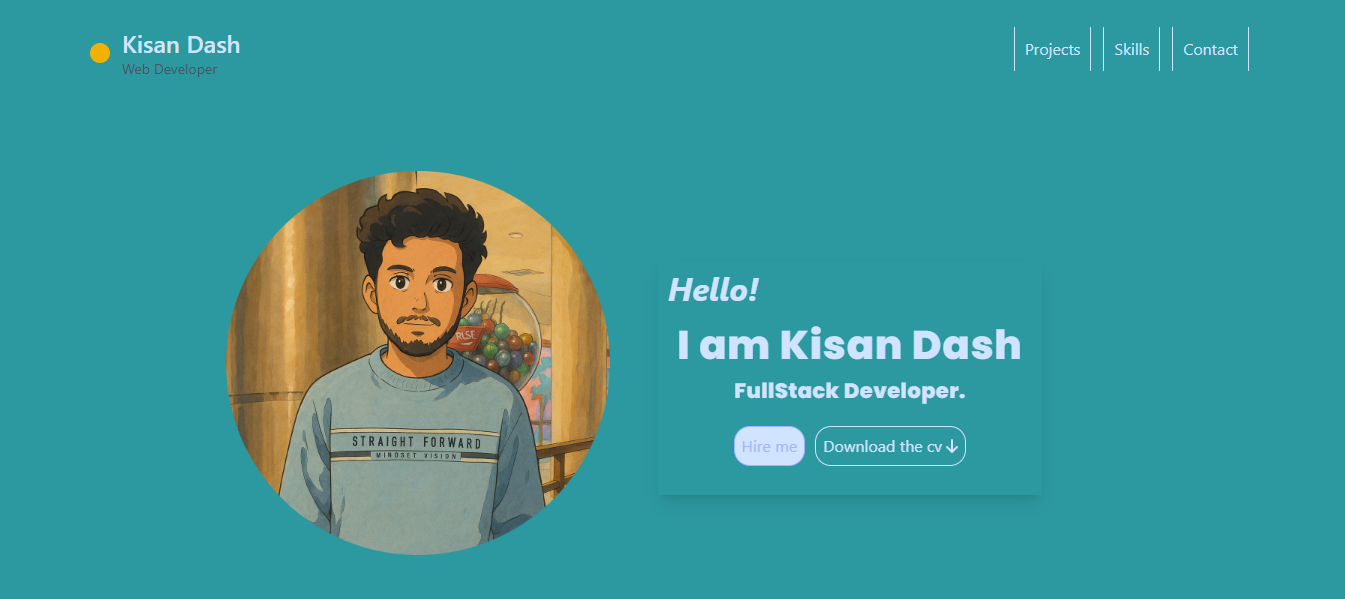 Kisan Dash
Web Developer
Projects
Skills
Contact
Hello!
I am Kisan Dash
FullStack Developer.
Hire me
Download the cv
RLSE
STRAIGHT FORWARD
MINDSET VISION